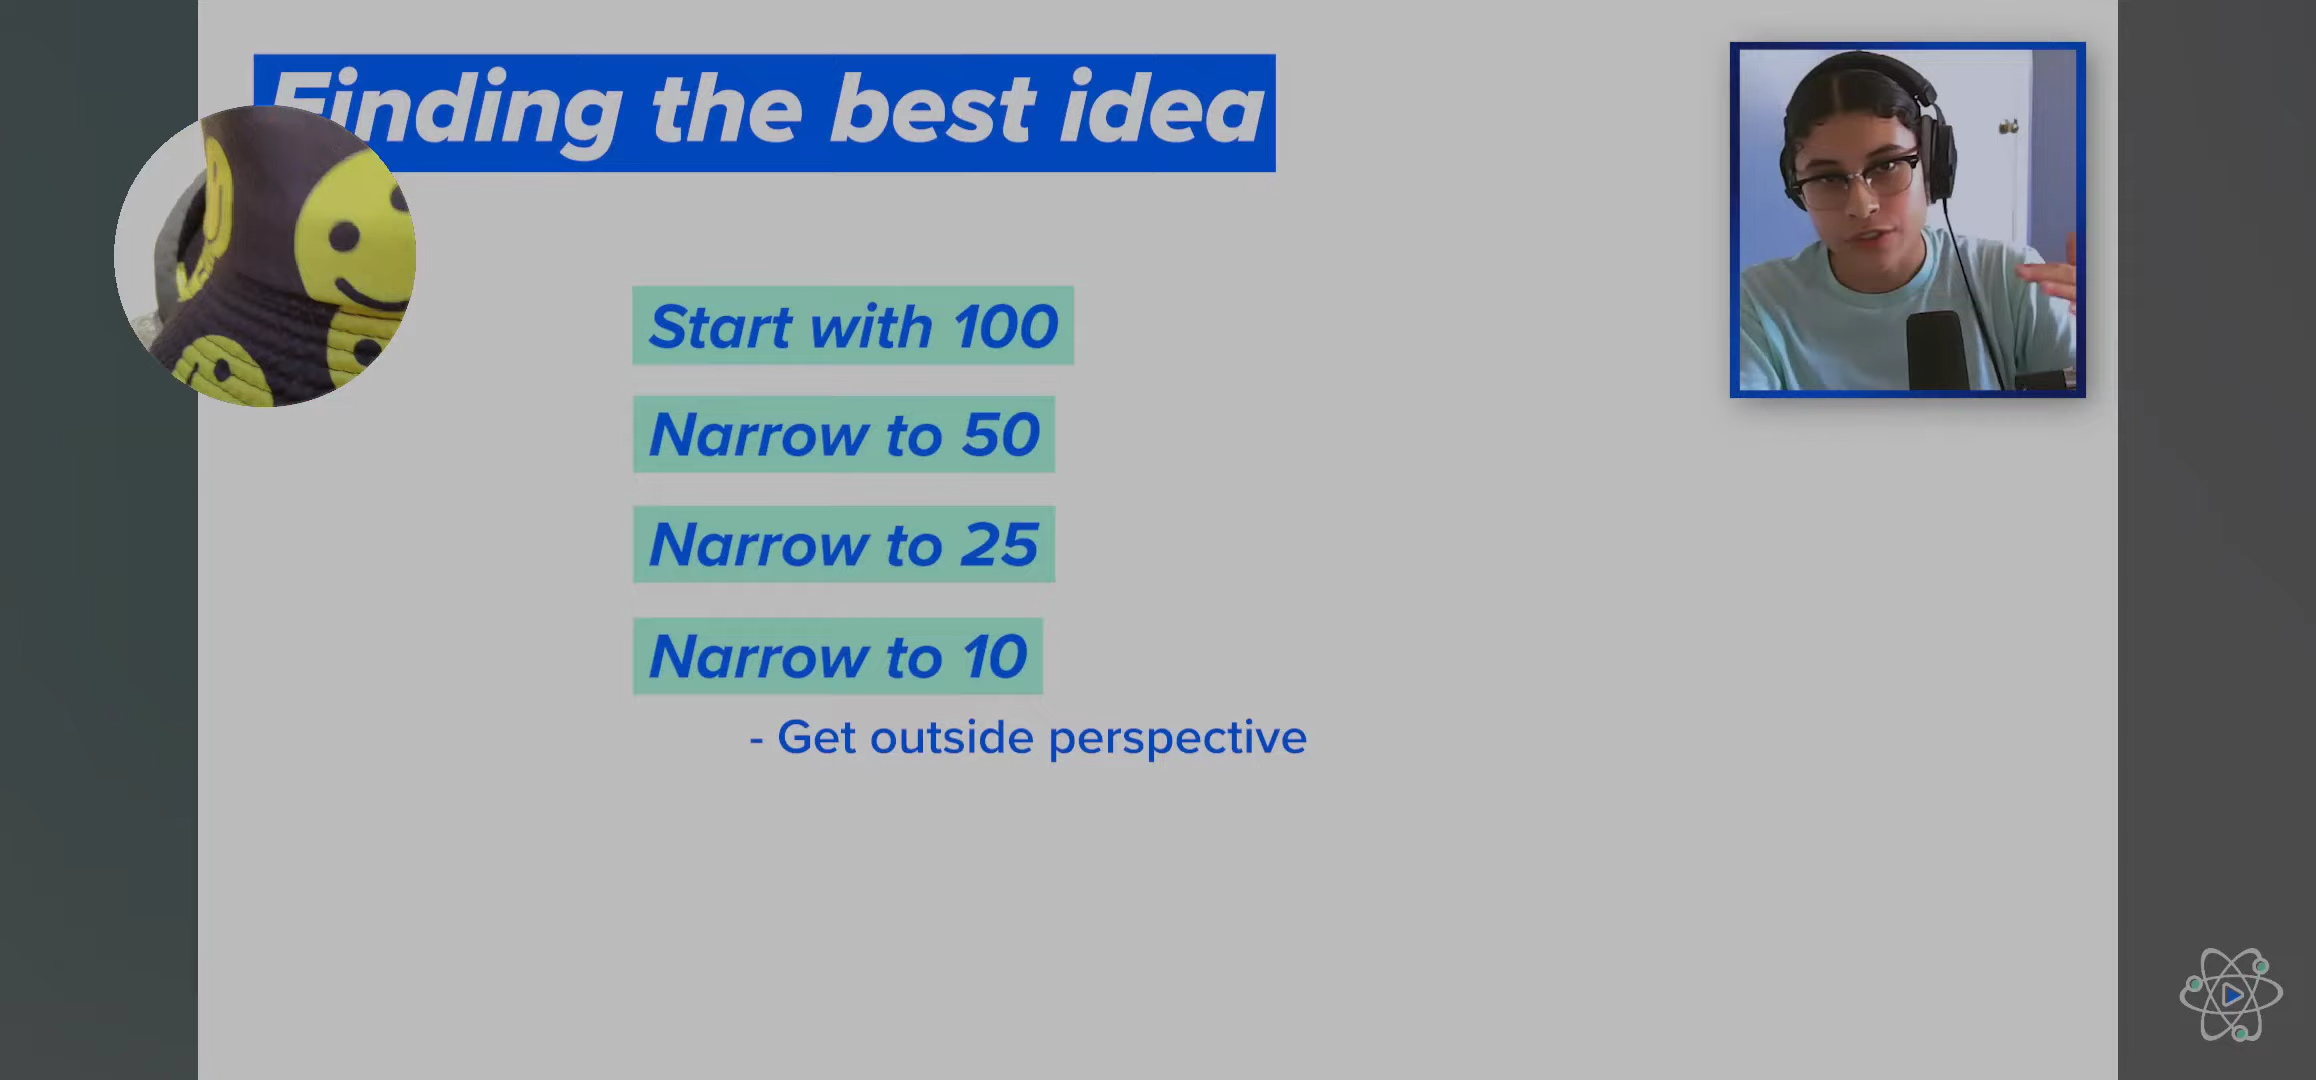 Finding the best idea
Start with 100
Narrow to 50
Narrow to 25
Narrow to 10
- Get outside perspective